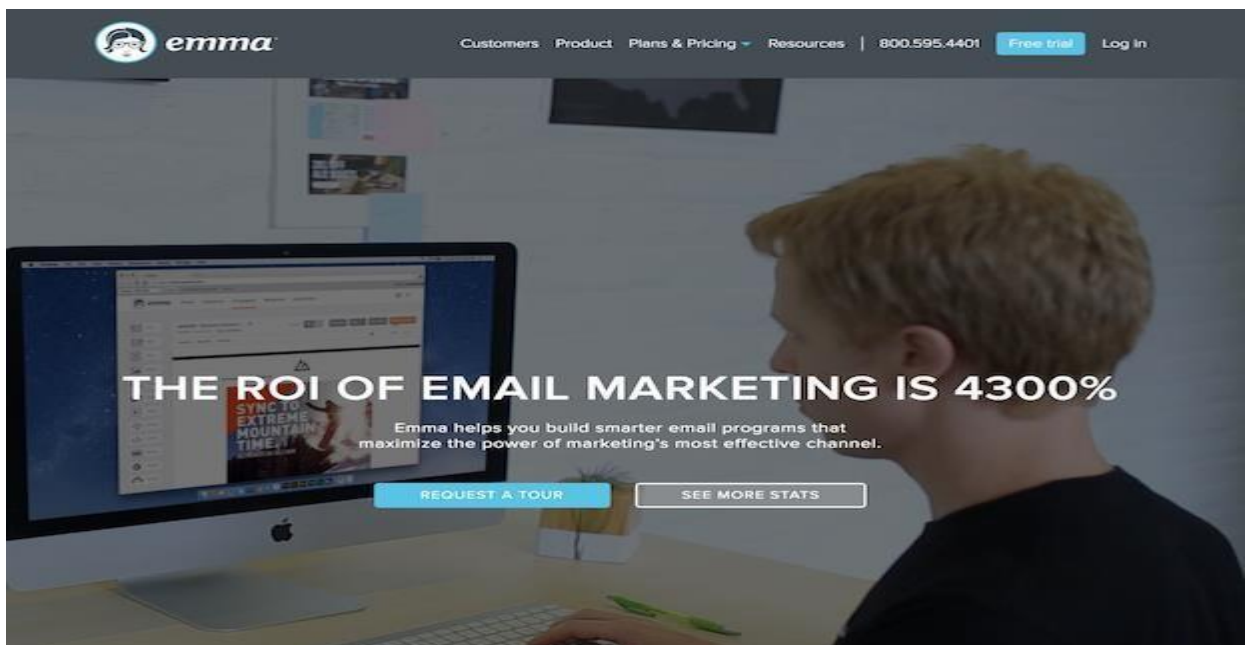 emma
Customers Product Plans & Pricing Resources | 800.595.4401 Free trial Log In
THE ROI OF EMAIL MARKETING IS 4300%
Emma helps you build smarter email programs that
maximize the power of marketing's most effective channel.
REQUEST A TOUR SEE MORE STATS
emma
SYNC TO
EXTREME
MOUNTAIN
TIME.